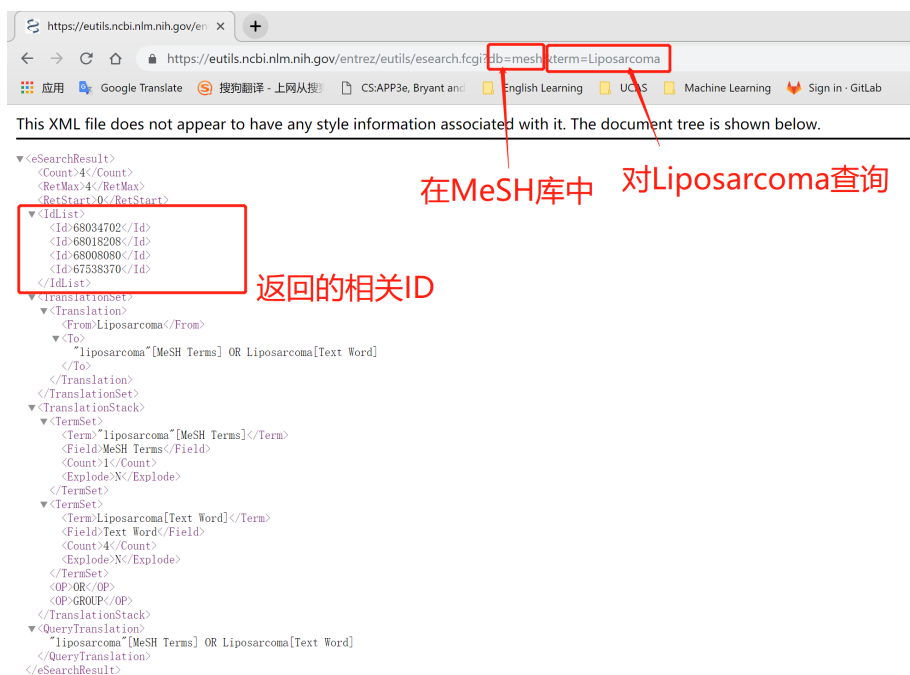 https://eutils.ncbi.nlm.nih.gov/en
https://eutils.ncbi.nlm.nih.gov/entrez/eutils/esearch.fcgi?db=mesh&term=Liposarcoma
应用 Google Translate 搜狗翻译 - 上网从搜 CS:APP3e, Bryant and English Learning UCAS Machine Learning Sign in · GitLab
This XML file does not appear to have any style information associated with it. The document tree is shown below.
在MeSH库中
对Liposarcoma查询
▼<eSearchResult>
<Count>4</Count>
<RetMax>4</RetMax>
<RetStart>0</RetStart>
▼<IdList>
<Id>68034702</Id>
<Id>68018208</Id>
<Id>68008080</Id>
<Id>67538370</Id>
</IdList>
返回的相关ID
▼<TranslationSet>
▼<Translation>
<From>Liposarcoma</From>
▼<To>
"liposarcoma"[MeSH Terms] OR Liposarcoma[Text Word]
</To>
</Translation>
</TranslationSet>
▼<TranslationStack>
▼<TermSet>
<Term>"liposarcoma"[MeSH Terms]</Term>
<Field>MeSH Terms</Field>
<Count>1</Count>
<Explode>N</Explode>
</TermSet>
▼<TermSet>
<Term>Liposarcoma[Text Word]</Term>
<Field>Text Word</Field>
<Count>4</Count>
<Explode>N</Explode>
</TermSet>
<OP>OR</OP>
<OP>GROUP</OP>
</TranslationStack>
▼<QueryTranslation>
"liposarcoma"[MeSH Terms] OR Liposarcoma[Text Word]
</QueryTranslation>
</eSearchResult>